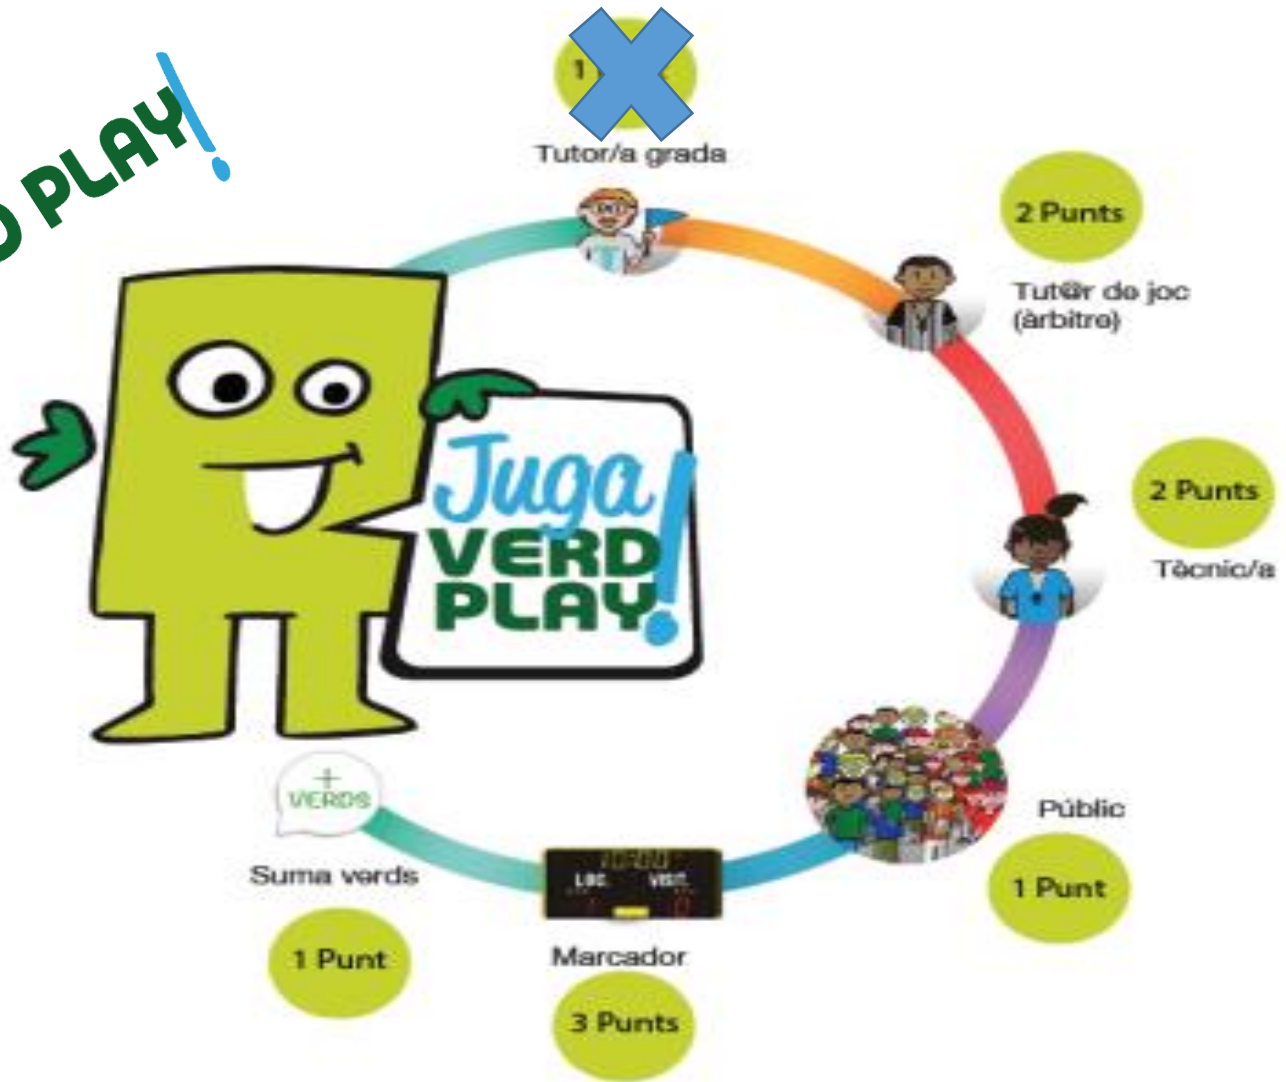 PLAY!
1
Tutor/a grada
2 Punts
Tut@r de joc
(àrbitre)
2 Punts
Tècnic/a
Juga
VERD
PLAY!
Públic
1 Punt
+
VERDS
Suma verds
1 Punt
LOC. VISIT.
Marcador
3 Punts